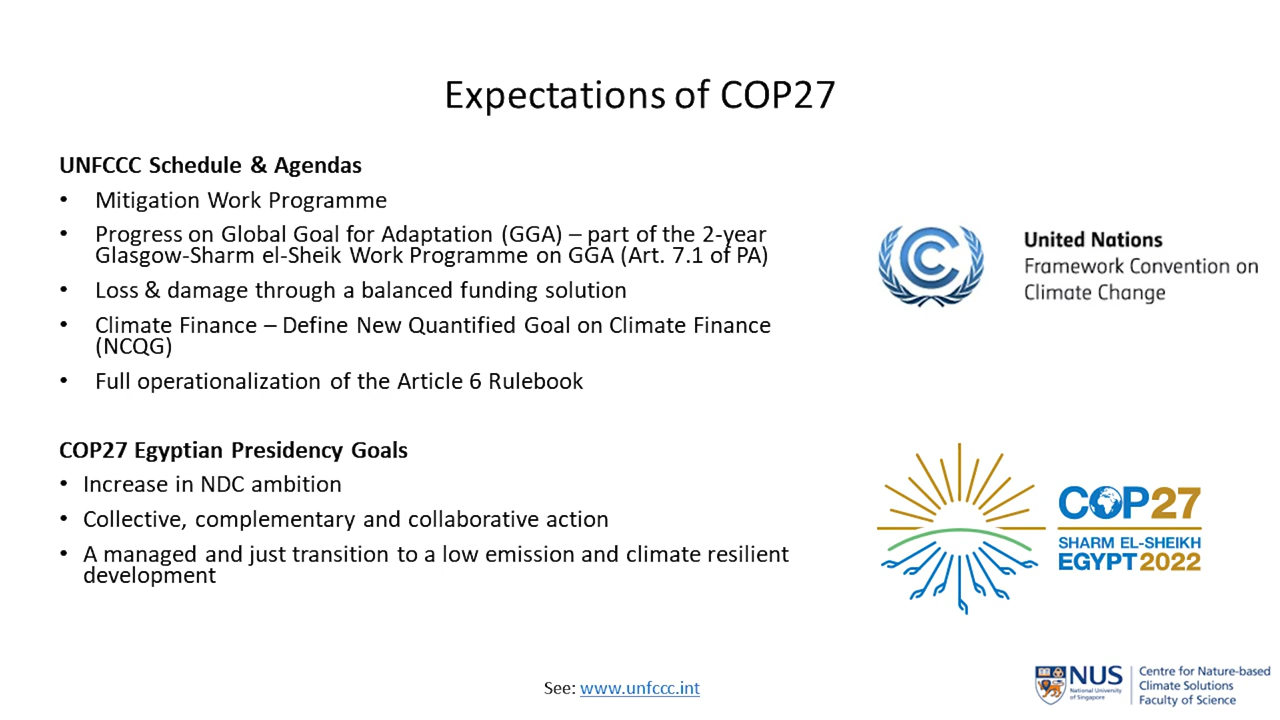 Expectations of COP27
UNFCCC Schedule & Agendas
• Mitigation Work Programme
• Progress on Global Goal for Adaptation (GGA) – part of the 2-year
Glasgow-Sharm el-Sheik Work Programme on GGA (Art. 7.1 of PA)
• Loss & damage through a balanced funding solution
• Climate Finance – Define New Quantified Goal on Climate Finance
(NCQG)
• Full operationalization of the Article 6 Rulebook
United Nations
Framework Convention on
Climate Change
COP27 Egyptian Presidency Goals
• Increase in NDC ambition
• Collective, complementary and collaborative action
• A managed and just transition to a low emission and climate resilient
development
COP27
SHARM EL-SHEIKH
EGYPT 2022
See: www.unfccc.int
NUS
National University
of Singapore
Centre for Nature-based
Climate Solutions
Faculty of Science